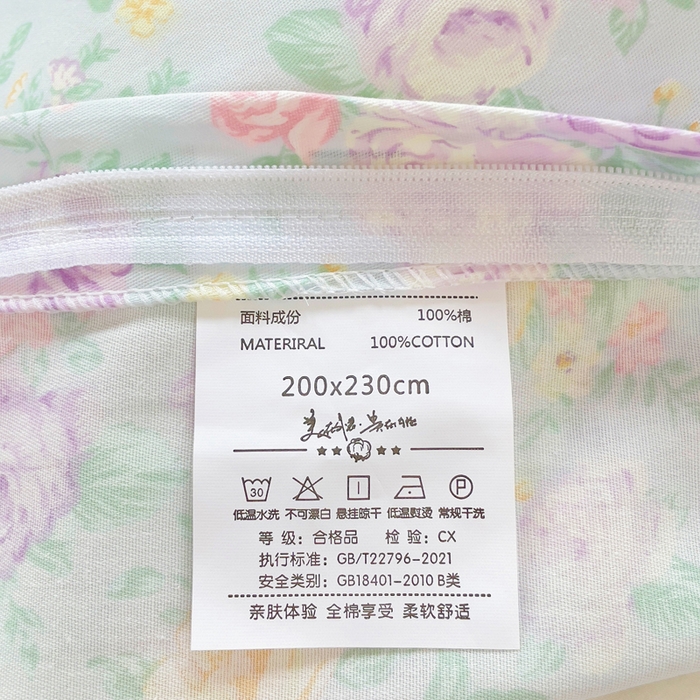 面料成份 100%棉
MATERIRAL 100%COTTON
200x230cm
30 P
低温水洗 不可漂白 悬挂晾干 低温熨烫 常规干洗
等 级：合格品 检 验：CX
执行标准：GB/T22796-2021
安全类别：GB18401-2010 B类
亲肤体验 全棉享受 柔软舒适